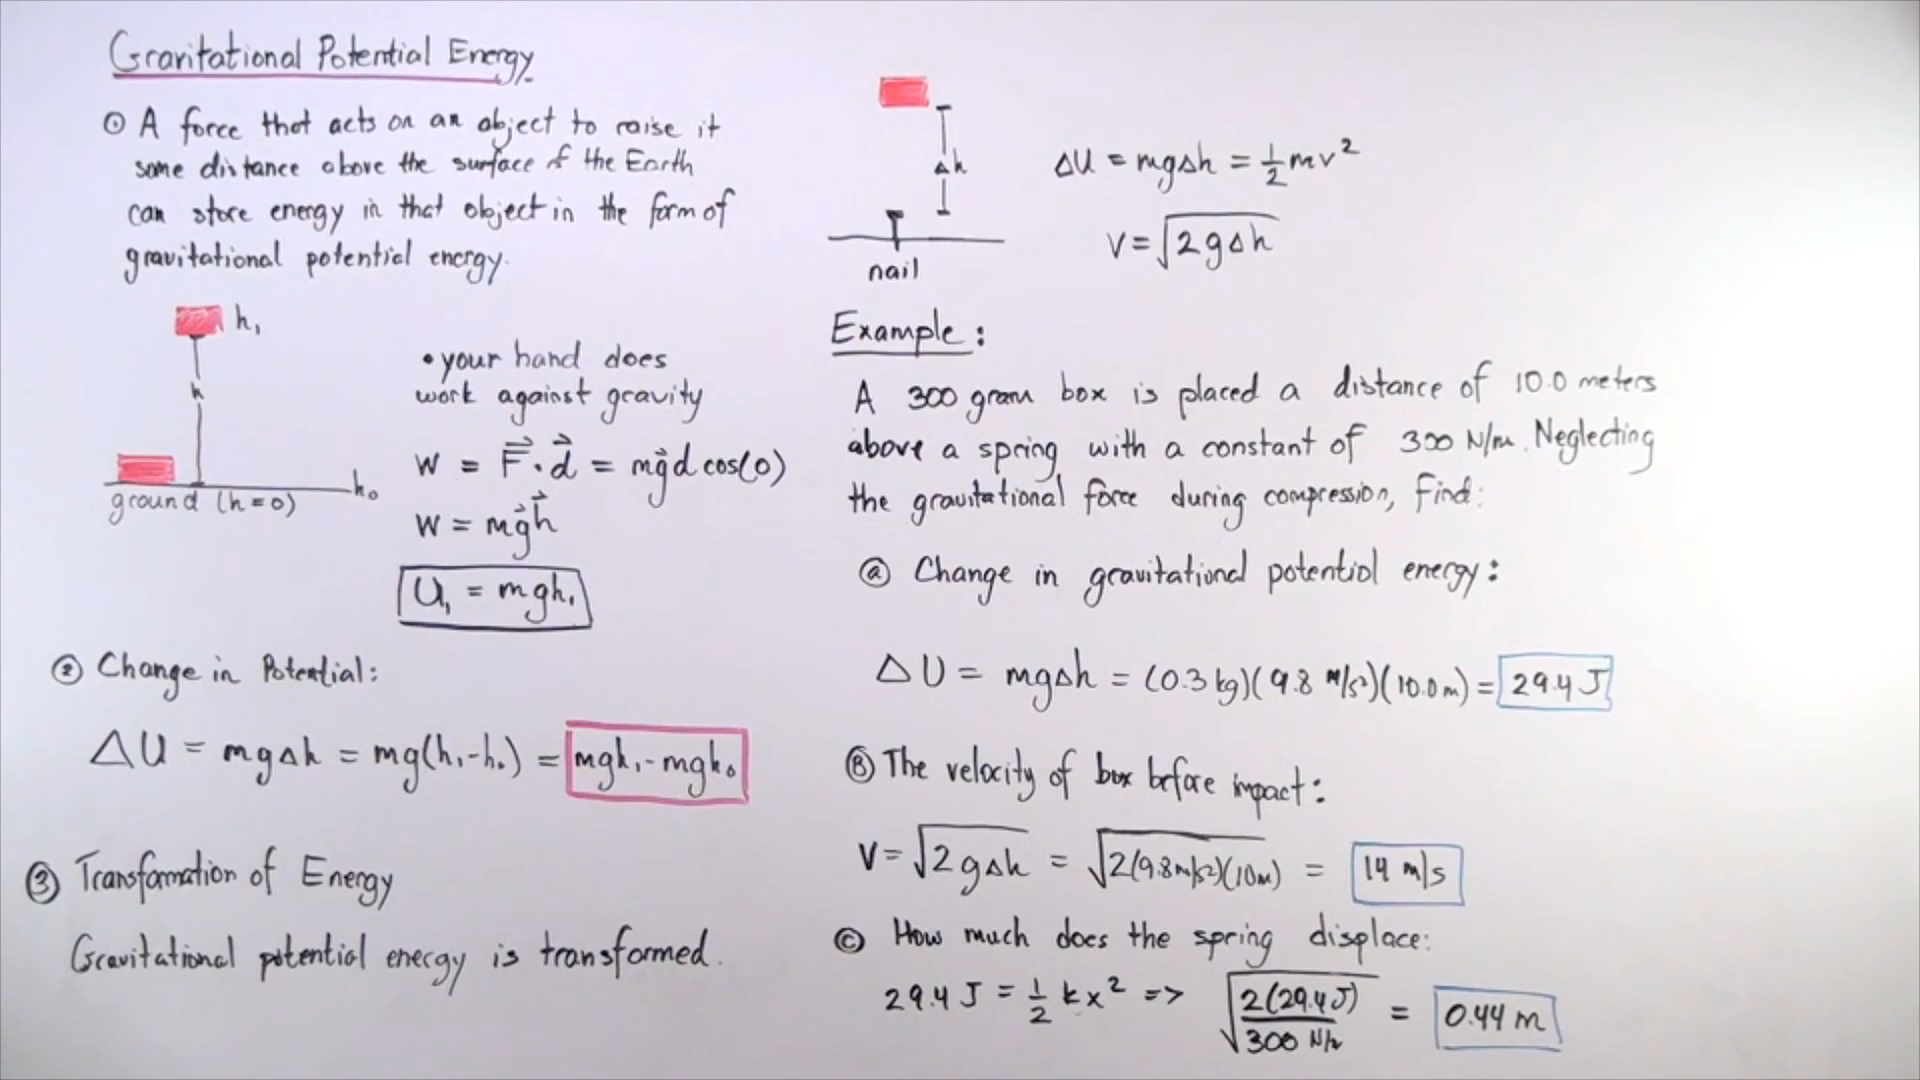 Gravitational Potential Energy
① A force that acts on an object to raise it
some distance above the surface of the Earth
can store energy in that object in the form of
gravitational potential energy.
h₁
h
h₀
ground (h=0)
• your hand does
work against gravity
W = F⃗ · d⃗ = mg⃗d cos(0)
W = mg⃗h⃗
U₁ = mgh₁
② Change in Potential:
ΔU = mgΔh = mg(h₁-h₀) = mgh₁-mgh₀
③ Transformation of Energy
Gravitational potential energy is transformed.
Δh
nail
ΔU = mgΔh = ½mv²
V = √2gΔh
Example:
A 300 gram box is placed a distance of 10.0 meters
above a spring with a constant of 300 N/m. Neglecting
the gravitational force during compression, Find:
ⓐ Change in gravitational potential energy:
ΔU = mgΔh = (0.3 kg)(9.8 m/s²)(10.0m) = 29.4 J
Ⓑ The velocity of box before impact:
V = √2gΔh = √2(9.8m/s²)(10m) = 14 m/s
Ⓒ How much does the spring displace:
29.4 J = ½ kx² => √2(29.4J)/300 N/m = 0.44 m